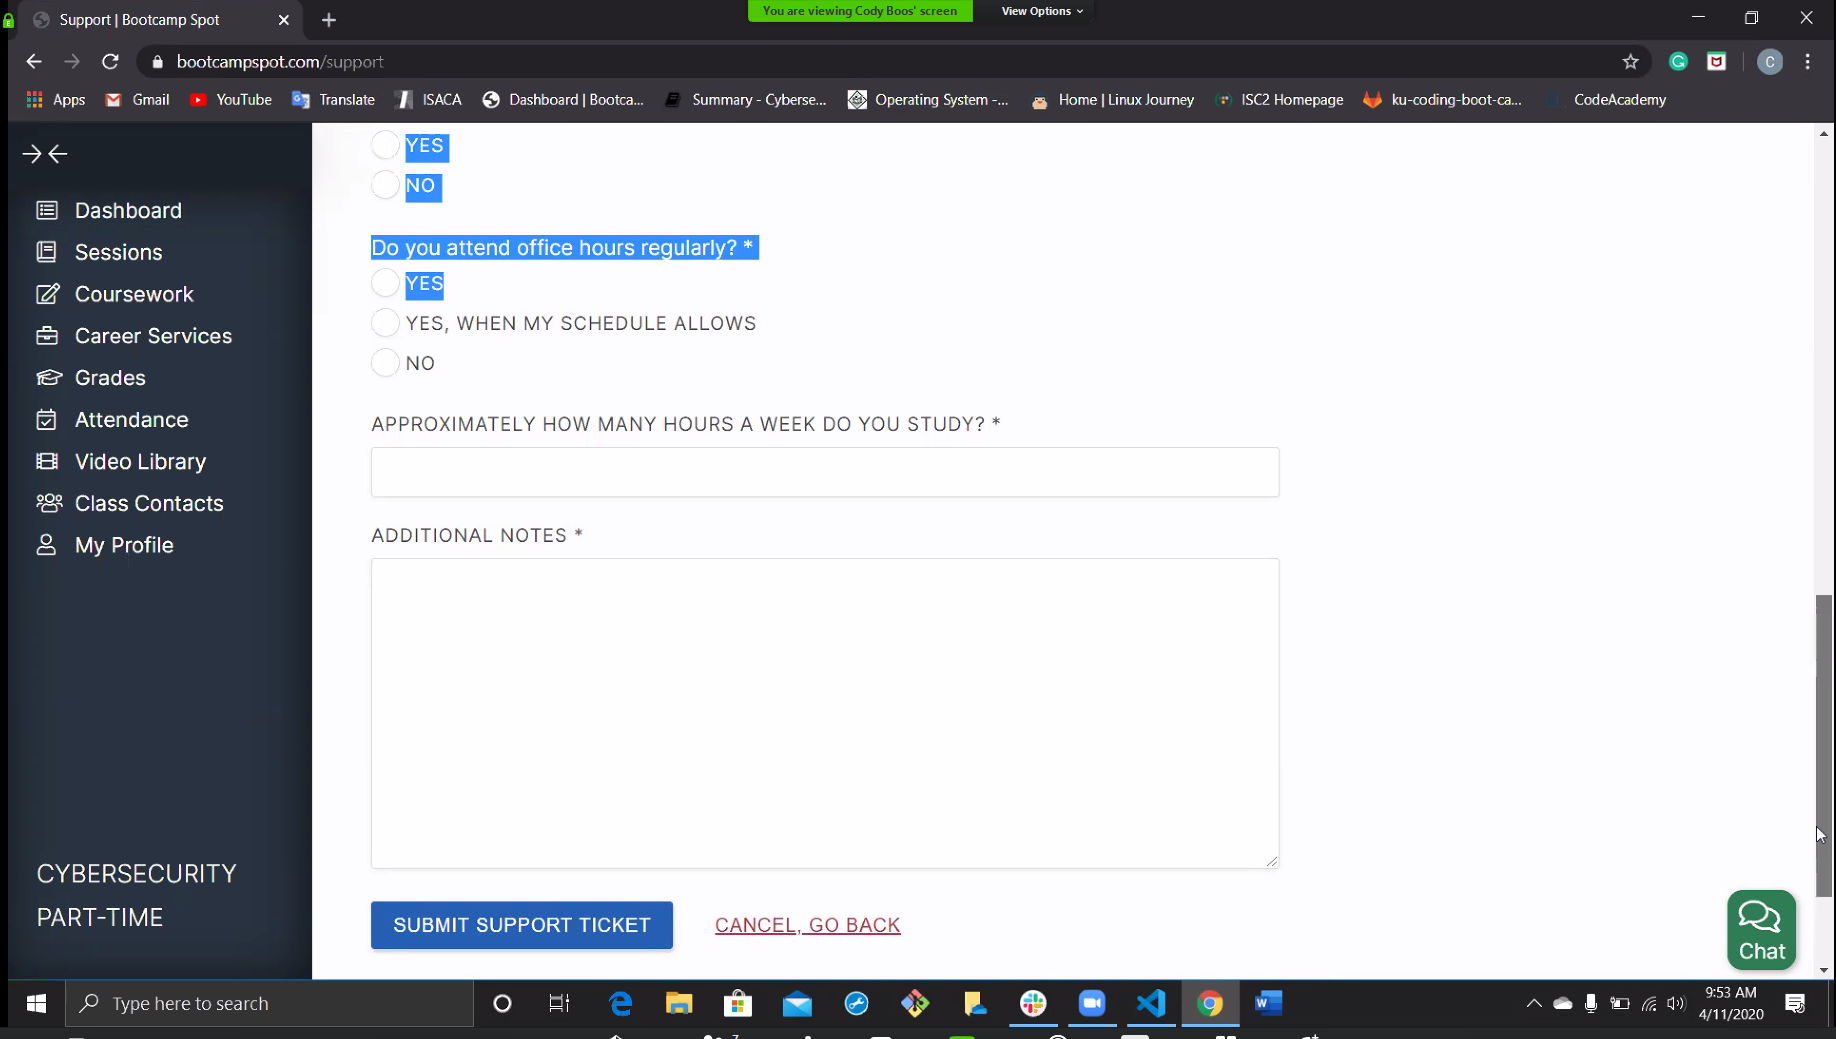 Support | Bootcamp Spot
You are viewing Cody Boos' screen
View Options
bootcampspot.com/support
C
Apps
Gmail
YouTube
Translate
ISACA
Dashboard | Bootca...
Summary - Cyberse...
Operating System -...
Home | Linux Journey
ISC2 Homepage
ku-coding-boot-ca...
CodeAcademy
Dashboard
Sessions
Coursework
Career Services
Grades
Attendance
Video Library
Class Contacts
My Profile
CYBERSECURITY
PART-TIME
YES
NO
Do you attend office hours regularly? *
YES
YES, WHEN MY SCHEDULE ALLOWS
NO
APPROXIMATELY HOW MANY HOURS A WEEK DO YOU STUDY? *
ADDITIONAL NOTES *
SUBMIT SUPPORT TICKET
CANCEL, GO BACK
Chat
Type here to search
9:53 AM
4/11/2020